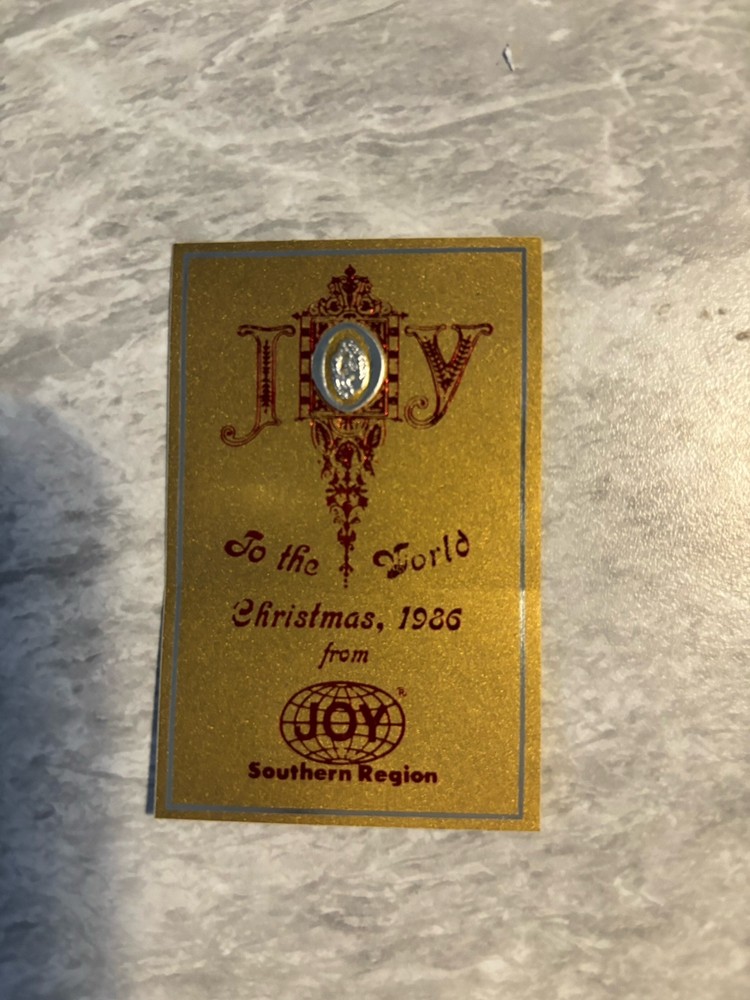 JOY
To the World
Christmas, 1986
from
JOY ®
Southern Region